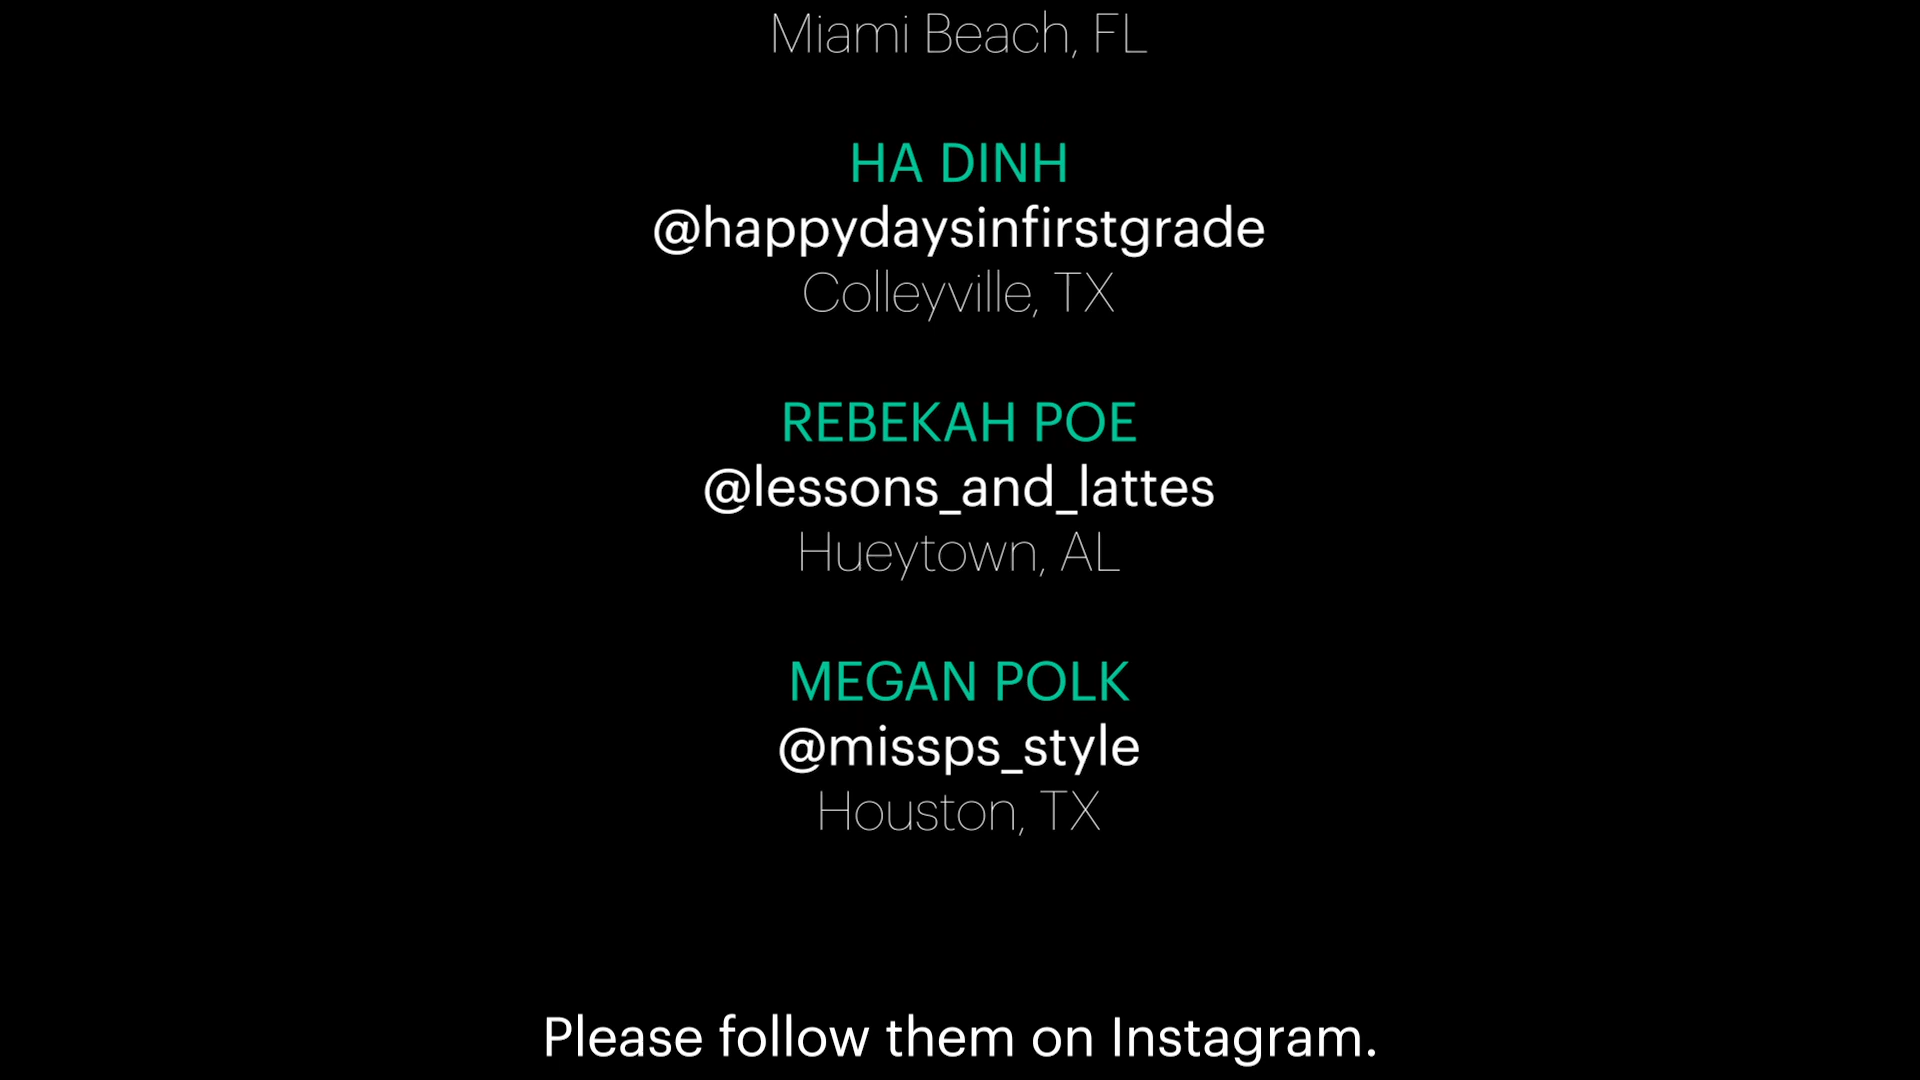 Miami Beach, FL
HA DINH
@happydaysinfirstgrade
Colleyville, TX
REBEKAH POE
@lessons_and_lattes
Hueytown, AL
MEGAN POLK
@missps_style
Houston, TX
Please follow them on Instagram.